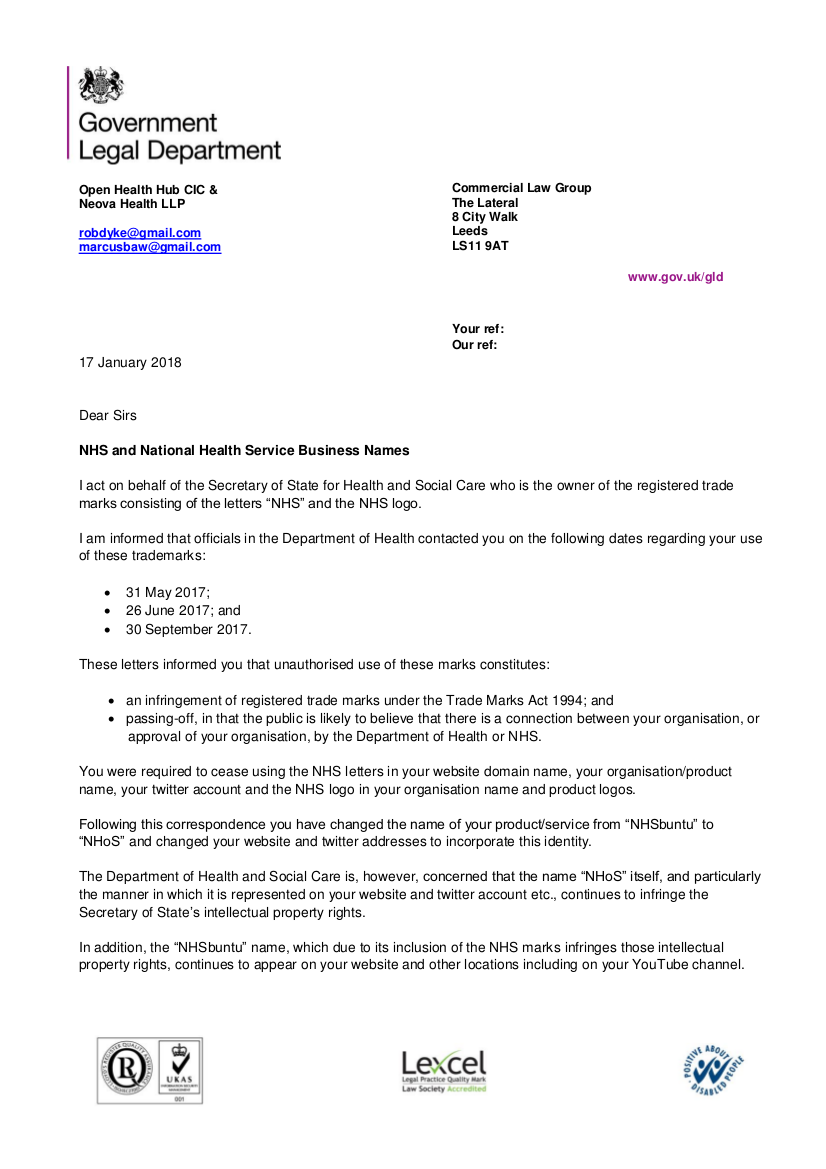 Government
Legal Department
Open Health Hub CIC &
Neova Health LLP
robdyke@gmail.com
marcusbaw@gmail.com
Commercial Law Group
The Lateral
8 City Walk
Leeds
LS11 9AT
www.gov.uk/gld
Your ref:
Our ref:
17 January 2018
Dear Sirs
NHS and National Health Service Business Names
I act on behalf of the Secretary of State for Health and Social Care who is the owner of the registered trade
marks consisting of the letters “NHS” and the NHS logo.
I am informed that officials in the Department of Health contacted you on the following dates regarding your use
of these trademarks:
• 31 May 2017;
• 26 June 2017; and
• 30 September 2017.
These letters informed you that unauthorised use of these marks constitutes:
• an infringement of registered trade marks under the Trade Marks Act 1994; and
• passing-off, in that the public is likely to believe that there is a connection between your organisation, or
approval of your organisation, by the Department of Health or NHS.
You were required to cease using the NHS letters in your website domain name, your organisation/product
name, your twitter account and the NHS logo in your organisation name and product logos.
Following this correspondence you have changed the name of your product/service from “NHSbuntu” to
“NHoS” and changed your website and twitter addresses to incorporate this identity.
The Department of Health and Social Care is, however, concerned that the name “NHoS” itself, and particularly
the manner in which it is represented on your website and twitter account etc., continues to infringe the
Secretary of State’s intellectual property rights.
In addition, the “NHSbuntu” name, which due to its inclusion of the NHS marks infringes those intellectual
property rights, continues to appear on your website and other locations including on your YouTube channel.
R
UKAS
001
Lexcel
Legal Practice Quality Mark
Law Society Accredited
POSITIVE ABOUT
DISABLED PEOPLE